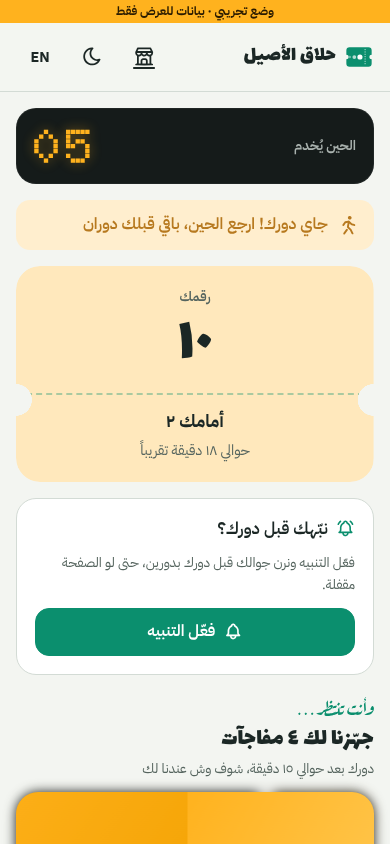 وضع تجريبي · بيانات للعرض فقط
حلاق الأصيل
EN
الحين يُخدم
05
جاي دورك! ارجع الحين، باقي قبلك دوران
رقمك
١٠
أمامك ٢
حوالي ١٨ دقيقة تقريباً
ننبّهك قبل دورك؟
فعّل التنبيه ونرن جوالك قبل دورك بدورين، حتى لو الصفحة
مقفلة.
فعّل التنبيه
وأنت تنتظر...
جهّزنا لك ٤ مفاجآت
دورك بعد حوالي ١٥ دقيقة، شوف وش عندنا لك